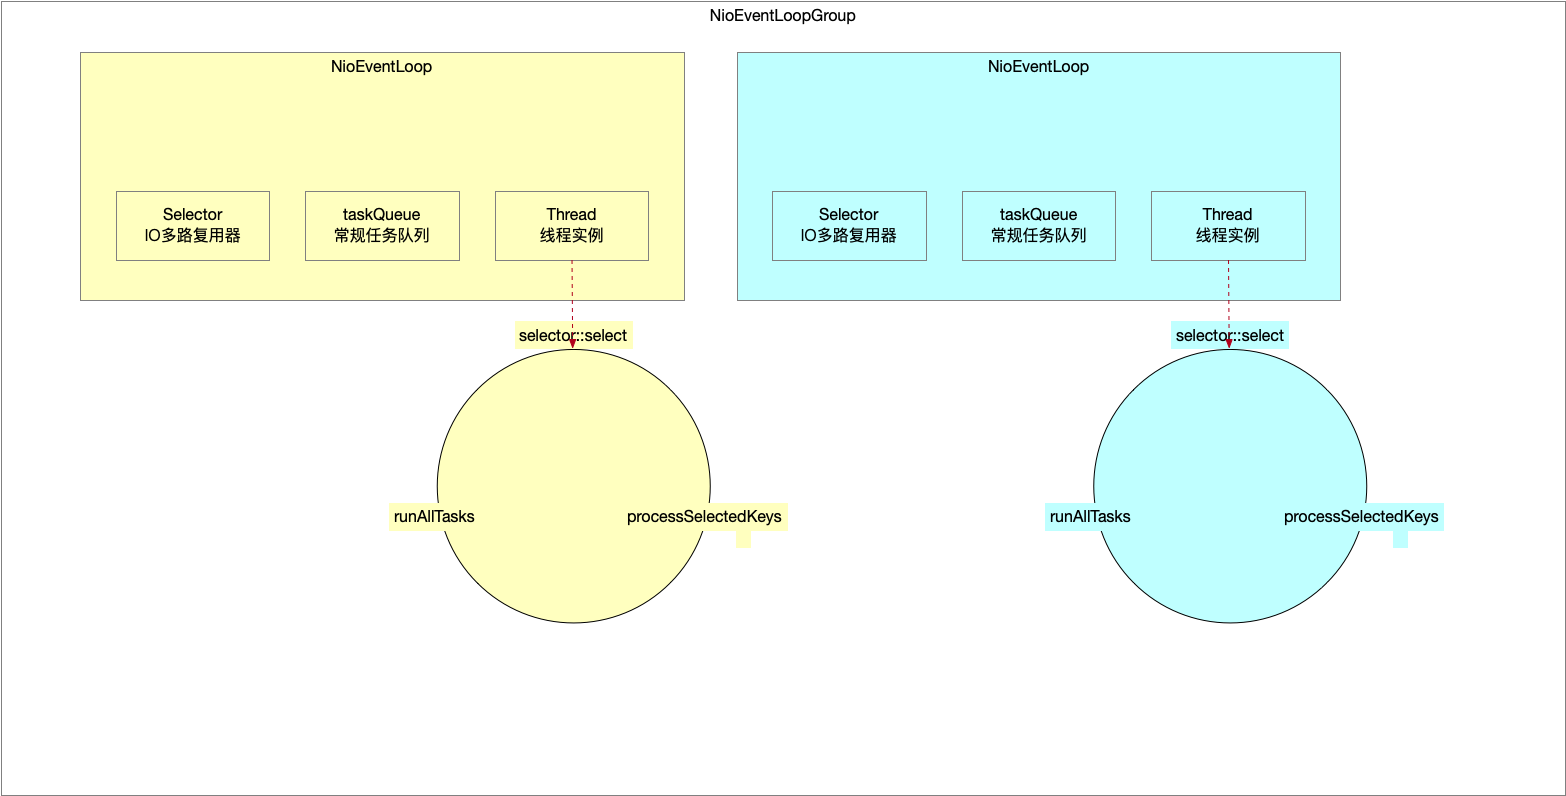 NioEventLoopGroup
NioEventLoop
Selector
IO多路复用器
taskQueue
常规任务队列
Thread
线程实例
selector::select
runAllTasks
processSelectedKeys
NioEventLoop
Selector
IO多路复用器
taskQueue
常规任务队列
Thread
线程实例
selector::select
runAllTasks
processSelectedKeys